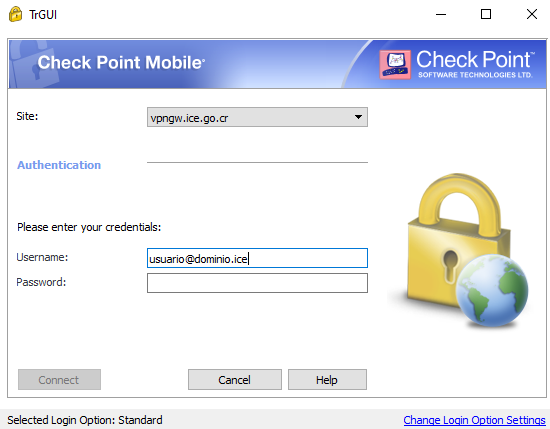 TrGUI
Check Point Mobile®
Check Point™
SOFTWARE TECHNOLOGIES LTD.
Site:
vpngw.ice.go.cr
Authentication
Please enter your credentials:
Username:
usuario@dominio.ice
Password:
Connect
Cancel
Help
Selected Login Option: Standard
Change Login Option Settings